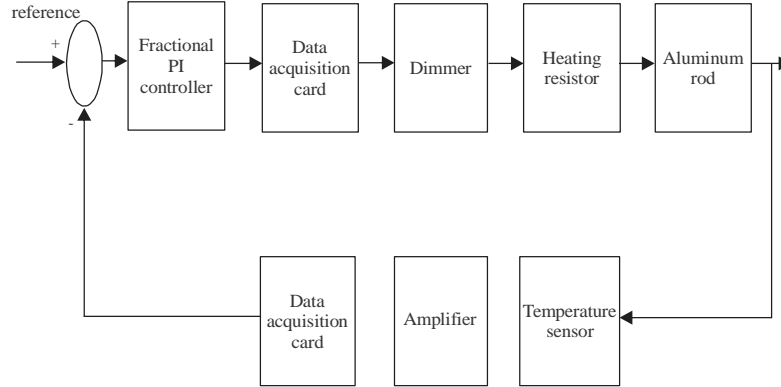 reference
+
-
Fractional
PI
controller
Data
acquisition
card
Dimmer
Heating
resistor
Aluminum
rod
Data
acquisition
card
Amplifier
Temperature
sensor